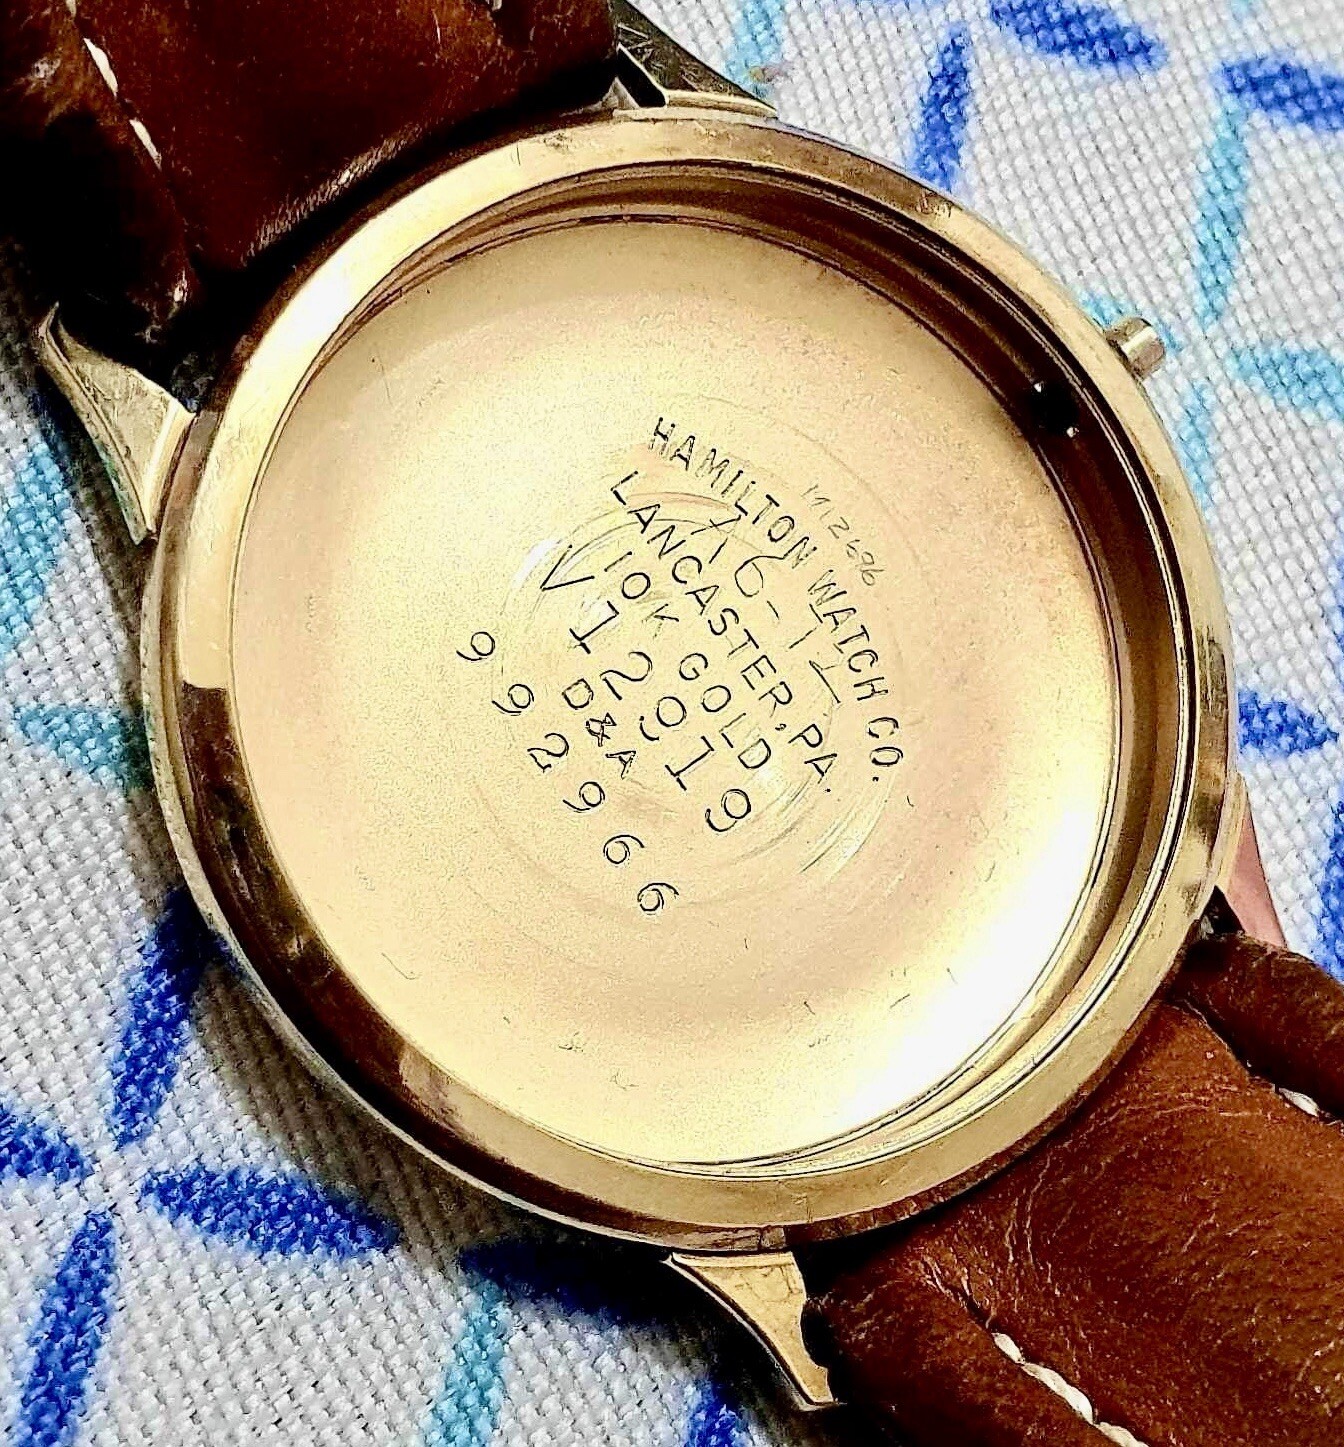 HAMILTON WATCH CO.
LANCASTER, PA.
10K GOLD
V12919
D&A
992966